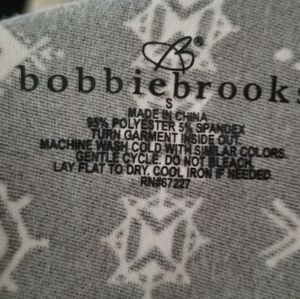 B®
bobbiebrooks
S
MADE IN CHINA
95% POLYESTER 5% SPANDEX
TURN GARMENT INSIDE OUT
MACHINE WASH COLD WITH SIMILAR COLORS.
GENTLE CYCLE. DO NOT BLEACH.
LAY FLAT TO DRY. COOL IRON IF NEEDED.
RN#67227